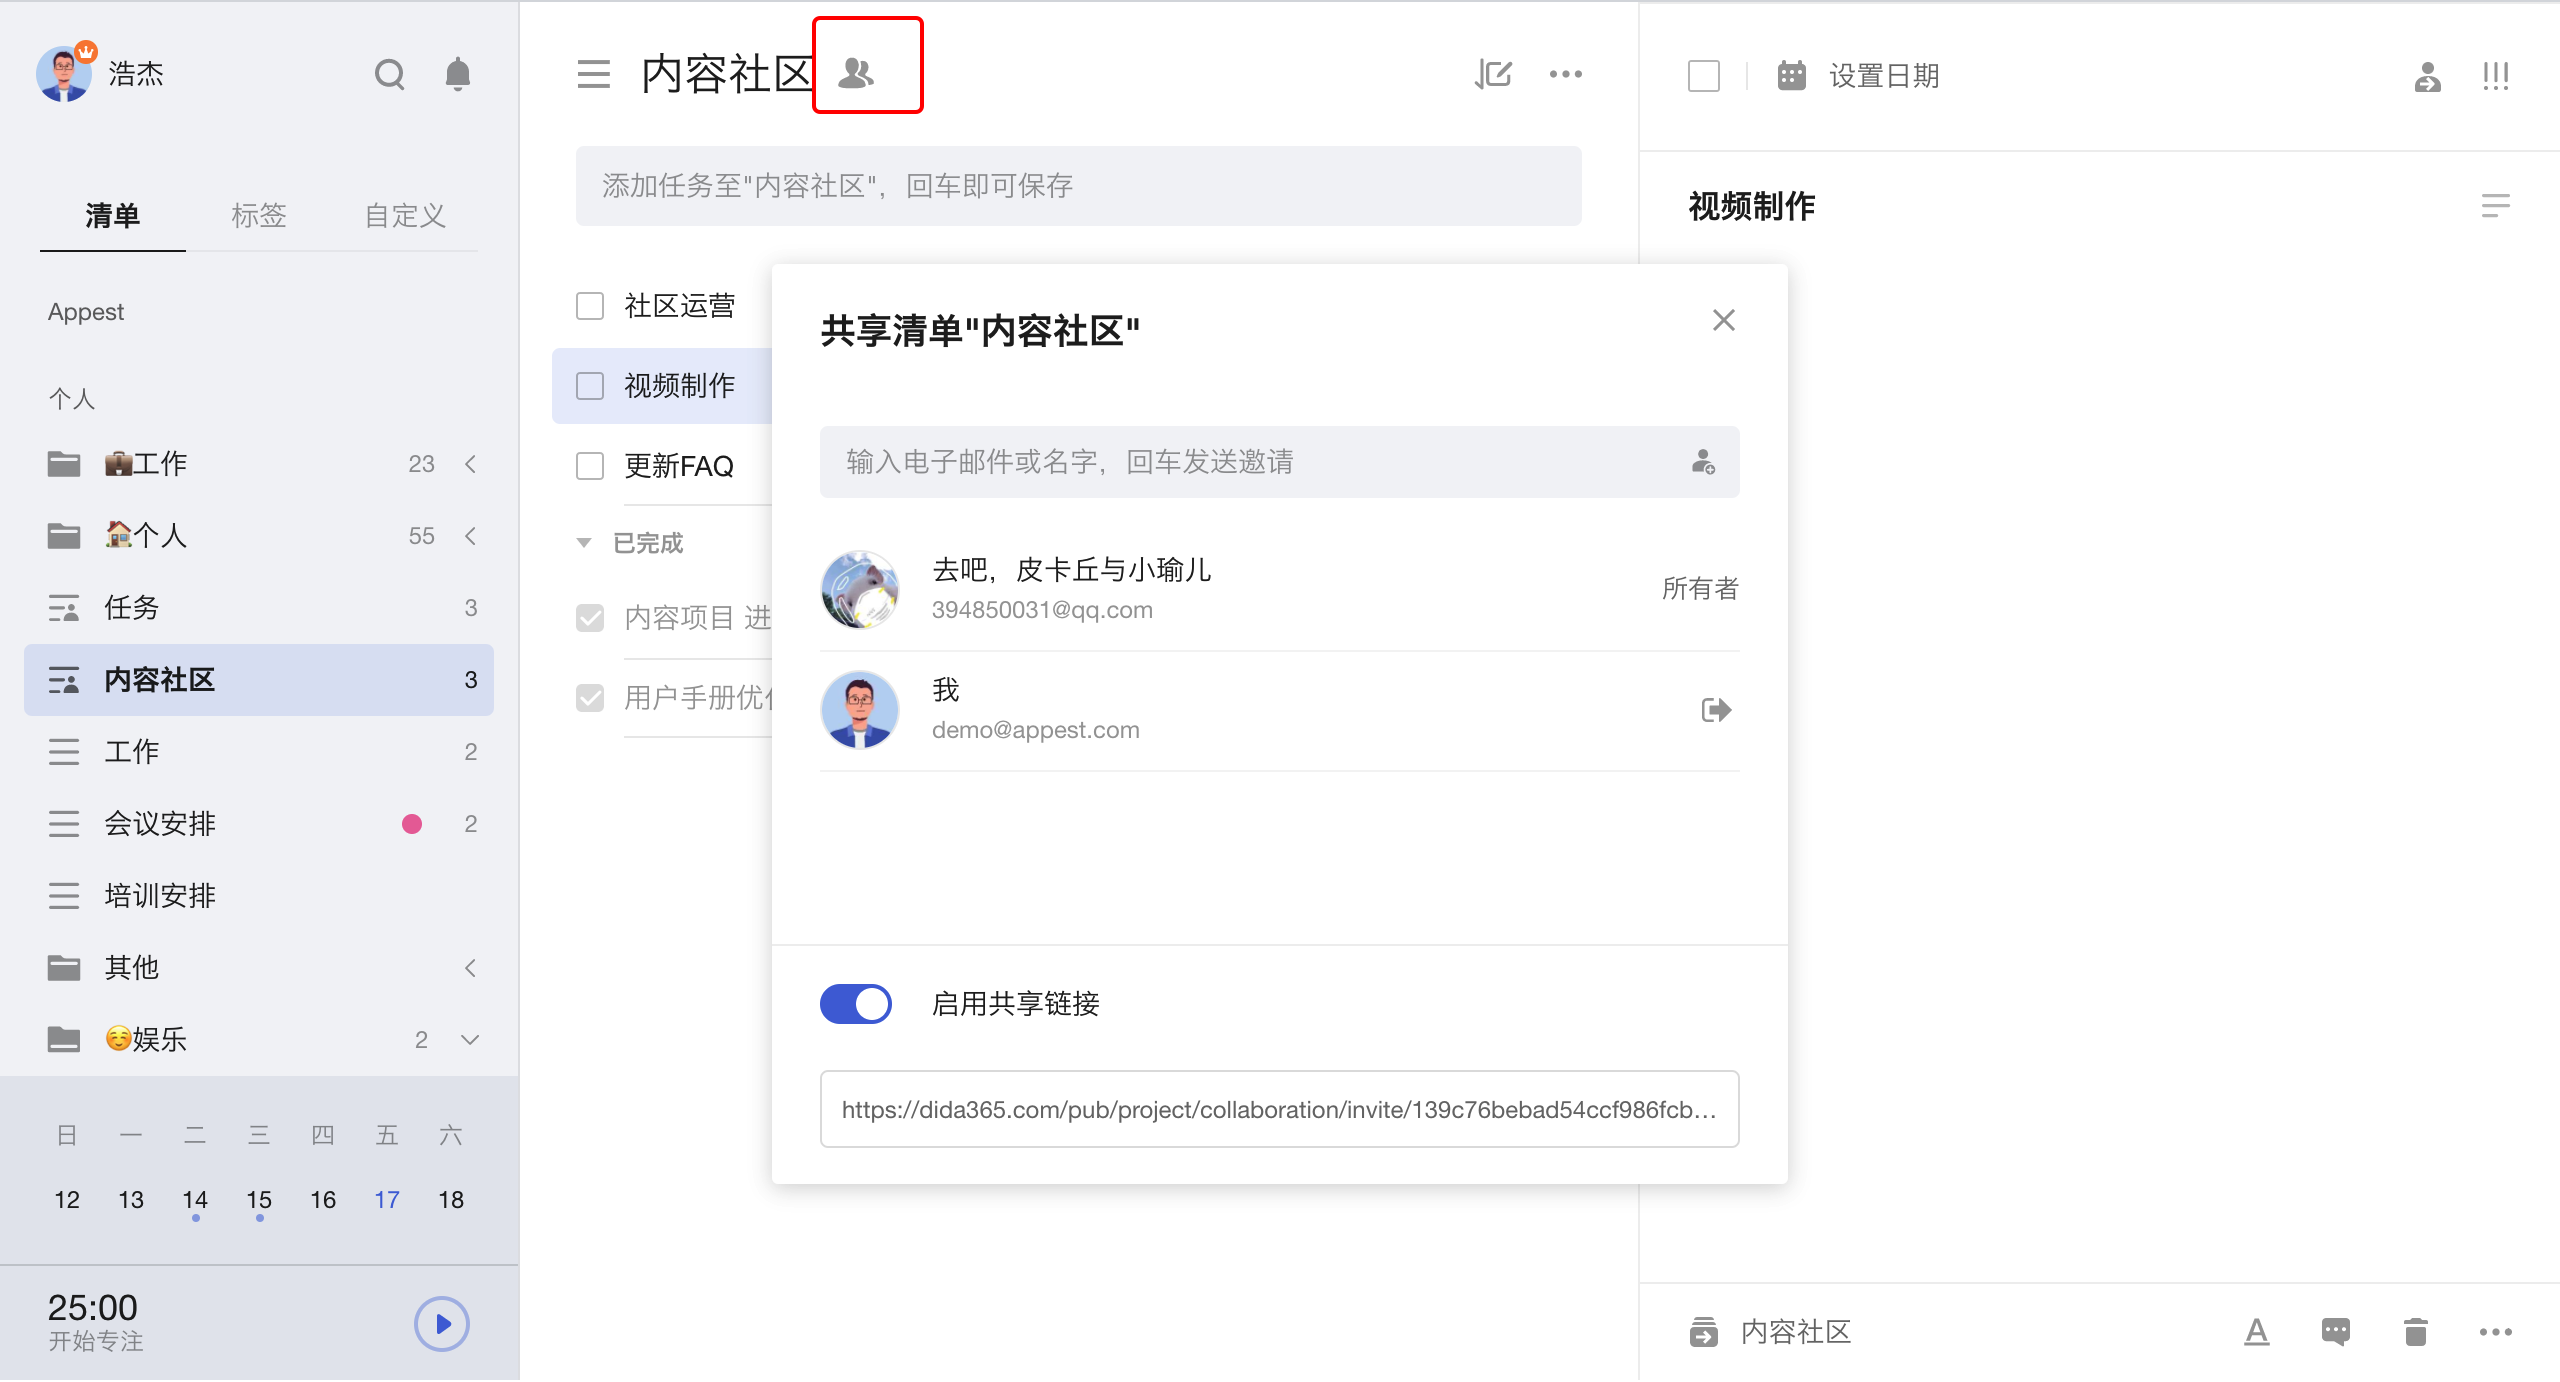 浩杰
清单 标签 自定义
Appest
个人
工作 23
个人 55
任务 3
内容社区 3
工作 2
会议安排 2
培训安排
其他
娱乐 2
日 一 二 三 四 五 六
12 13 14 15 16 17 18
25:00
开始专注
内容社区
添加任务至"内容社区"，回车即可保存
社区运营
视频制作
更新FAQ
已完成
内容项目 进
用户手册优
共享清单"内容社区"
输入电子邮件或名字，回车发送邀请
去吧，皮卡丘与小瑜儿
394850031@qq.com
所有者
我
demo@appest.com
启用共享链接
https://dida365.com/pub/project/collaboration/invite/139c76bebad54ccf986fcb...
设置日期
视频制作
内容社区